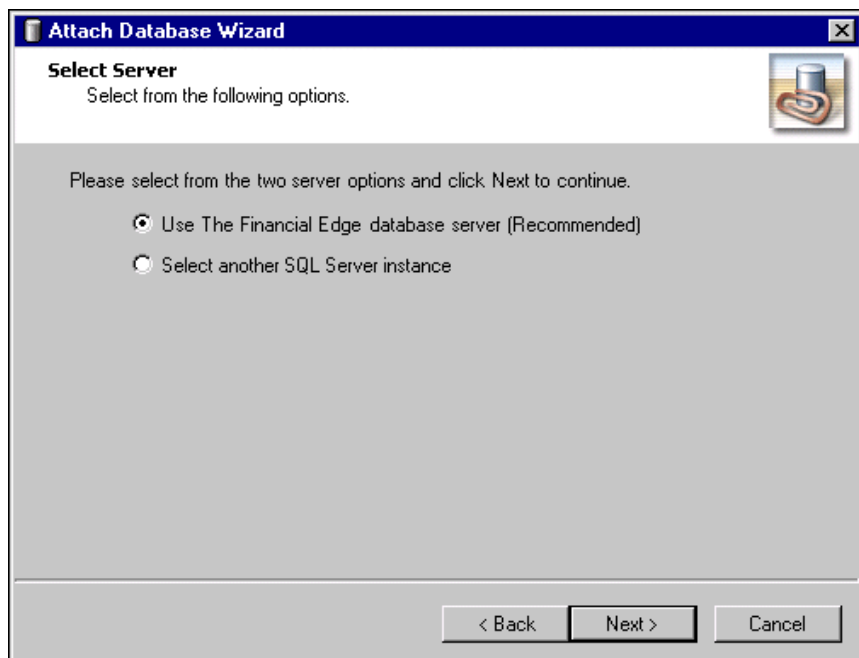 Attach Database Wizard
Select Server
Select from the following options.
Please select from the two server options and click Next to continue.
Use The Financial Edge database server (Recommended)
Select another SQL Server instance
< Back
Next >
Cancel